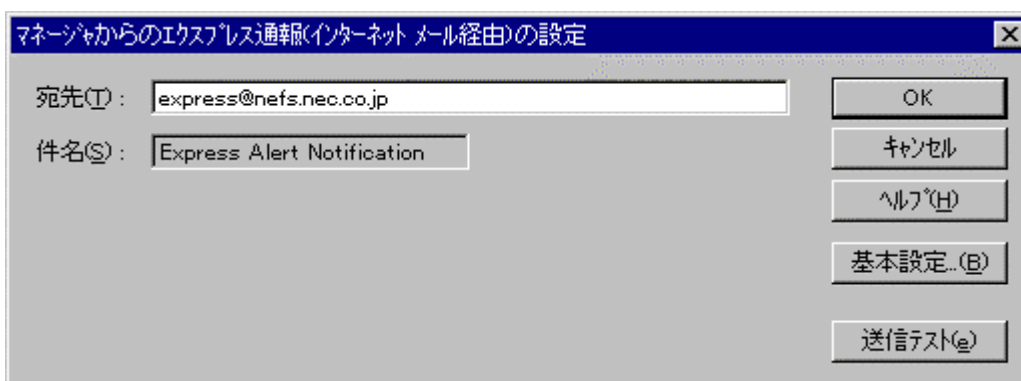 マネージャからのエクスプレス通報(インターネット メール経由)の設定
宛先(T): express@nefs.nec.co.jp
OK
件名(S): Express Alert Notification
キャンセル
ヘルプ(H)
基本設定...(B)
送信テスト(e)